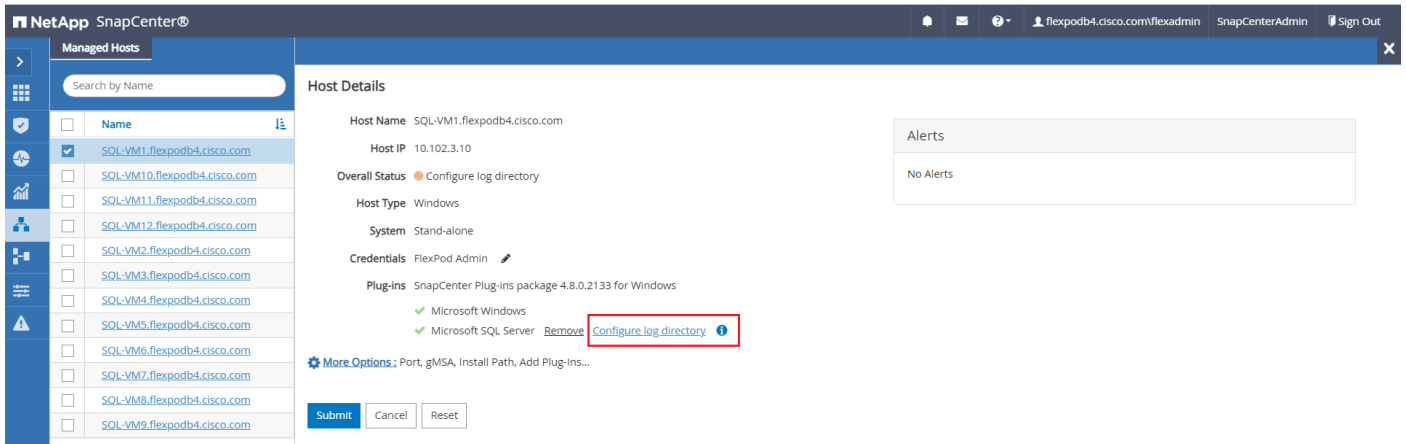 NetApp SnapCenter®
flexpodb4.cisco.com\flexadmin SnapCenterAdmin Sign Out
Managed Hosts
Search by Name
Name
SQL-VM1.flexpodb4.cisco.com
SQL-VM10.flexpodb4.cisco.com
SQL-VM11.flexpodb4.cisco.com
SQL-VM12.flexpodb4.cisco.com
SQL-VM2.flexpodb4.cisco.com
SQL-VM3.flexpodb4.cisco.com
SQL-VM4.flexpodb4.cisco.com
SQL-VM5.flexpodb4.cisco.com
SQL-VM6.flexpodb4.cisco.com
SQL-VM7.flexpodb4.cisco.com
SQL-VM8.flexpodb4.cisco.com
SQL-VM9.flexpodb4.cisco.com
Host Details
Host Name SQL-VM1.flexpodb4.cisco.com
Host IP 10.102.3.10
Overall Status Configure log directory
Host Type Windows
System Stand-alone
Credentials FlexPod Admin
Plug-ins SnapCenter Plug-ins package 4.8.0.2133 for Windows
Microsoft Windows
Microsoft SQL Server Remove Configure log directory
More Options : Port, gMSA, Install Path, Add Plug-Ins...
Submit Cancel Reset
Alerts
No Alerts